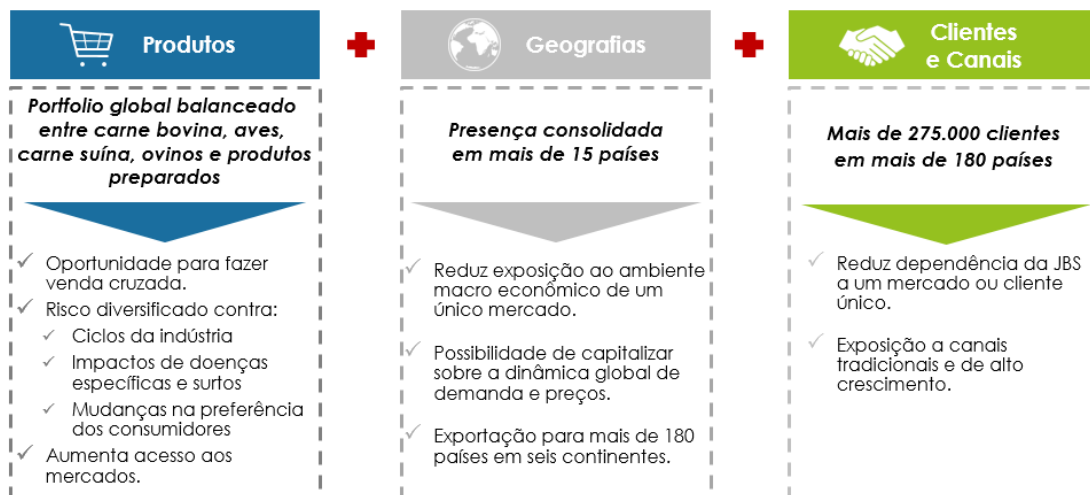 Produtos
Portfolio global balanceado
entre carne bovina, aves,
carne suína, ovinos e produtos
preparados
Oportunidade para fazer
venda cruzada.
Risco diversificado contra:
Ciclos da indústria
Impactos de doenças
específicas e surtos
Mudanças na preferência
dos consumidores
Aumenta acesso aos
mercados.
Geografias
Presença consolidada
em mais de 15 países
Reduz exposição ao ambiente
macro econômico de um
único mercado.
Possibilidade de capitalizar
sobre a dinâmica global de
demanda e preços.
Exportação para mais de 180
países em seis continentes.
Clientes
e Canais
Mais de 275.000 clientes
em mais de 180 países
Reduz dependência da JBS
a um mercado ou cliente
único.
Exposição a canais
tradicionais e de alto
crescimento.